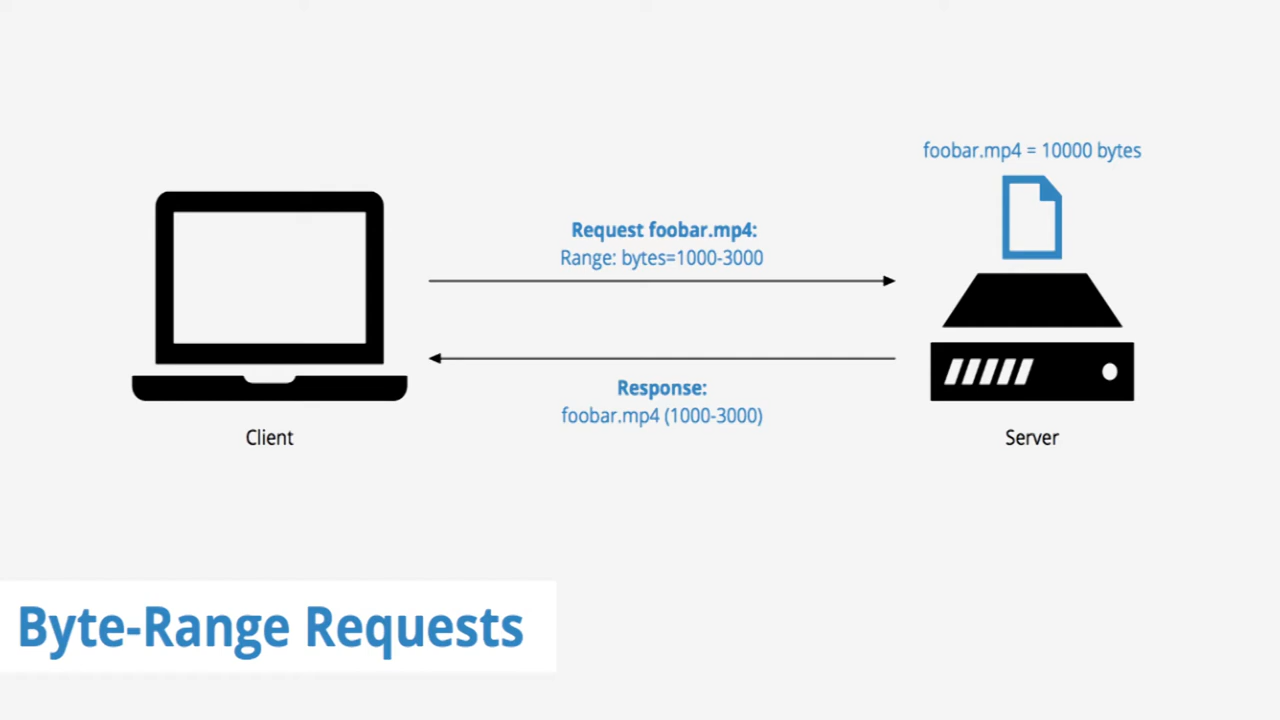 foobar.mp4 = 10000 bytes
Request foobar.mp4:
Range: bytes=1000-3000
Response:
foobar.mp4 (1000-3000)
Client
Server
Byte-Range Requests